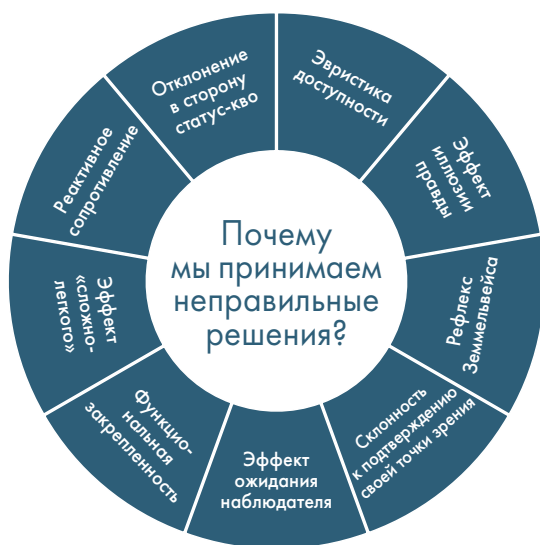 Почему
мы принимаем
неправильные
решения?
Эвристика
доступности
Эффект
иллюзии
правды
Рефлекс
Земмельвейса
Склонность
к подтверждению
своей точки зрения
Эффект
ожидания
наблюдателя
Функцио-
нальная
закрепленность
Эффект
«сложно-
легкого»
Реактивное
сопротивление
Отклонение
в сторону
статус-кво